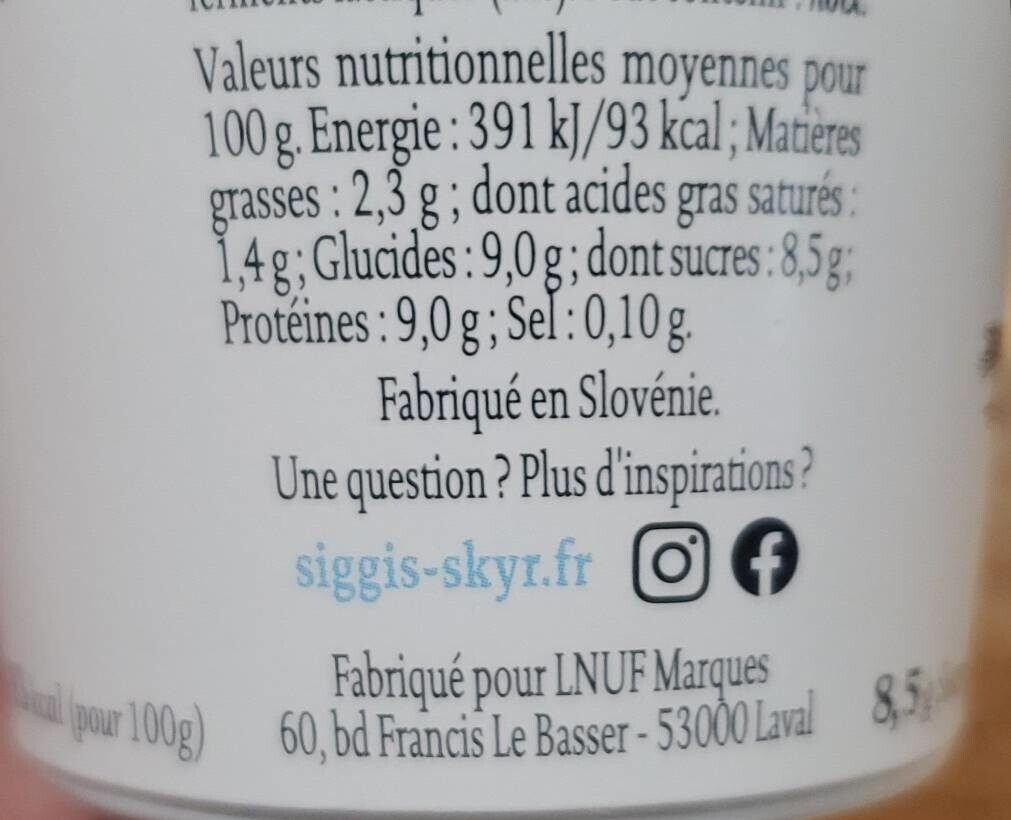 Valeurs nutritionnelles moyennes pour
100 g. Energie : 391 kJ/93 kcal ; Matières
grasses : 2,3 g ; dont acides gras saturés :
1,4 g ; Glucides : 9,0 g ; dont sucres : 8,5 g;
Protéines : 9,0 g ; Sel : 0,10 g.
Fabriqué en Slovénie.
Une question ? Plus d'inspirations ?
siggis-skyr.fr
Fabriqué pour LNUF Marques
60, bd Francis Le Basser - 53000 Laval
(pour 100g)
8,5